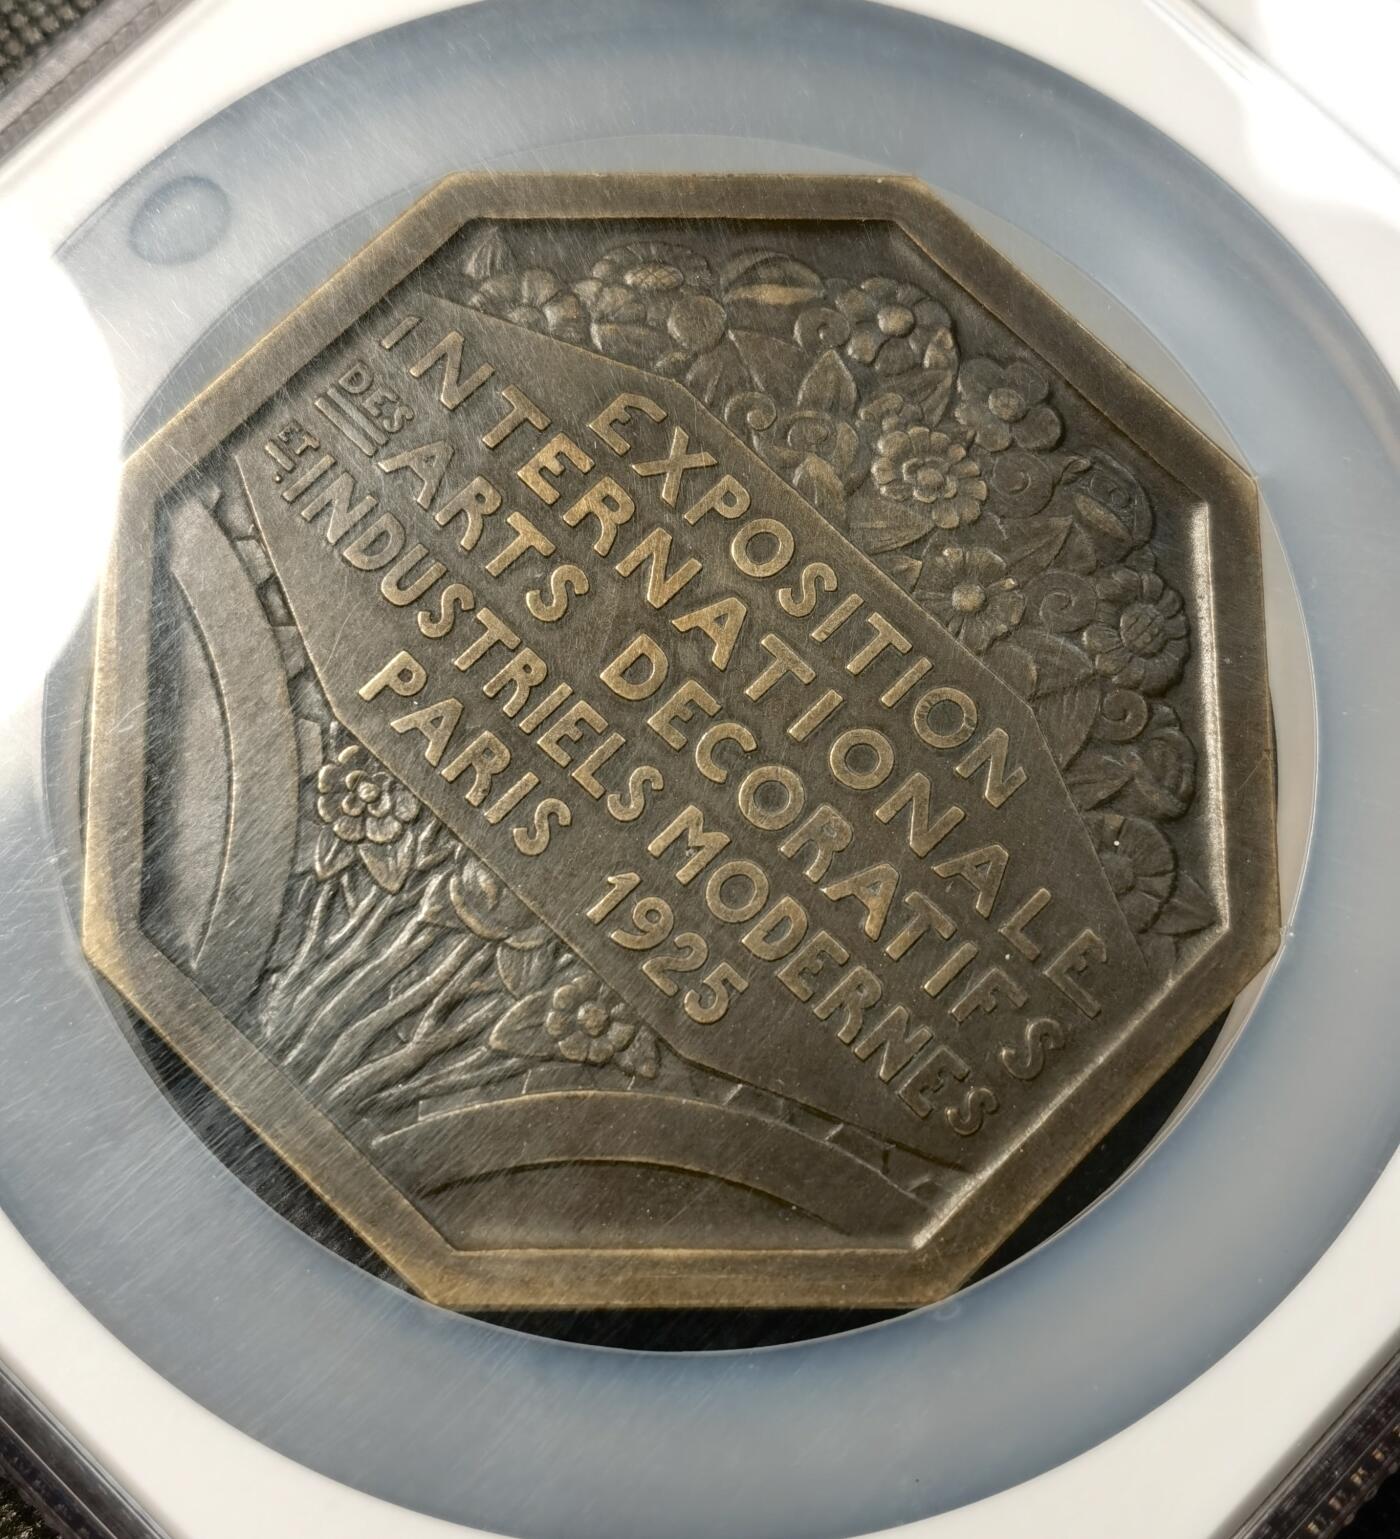 EXPOSITION
INTERNATIONALE
DES ARTS DECORATIFS
ET INDUSTRIELS MODERNES
PARIS 1925